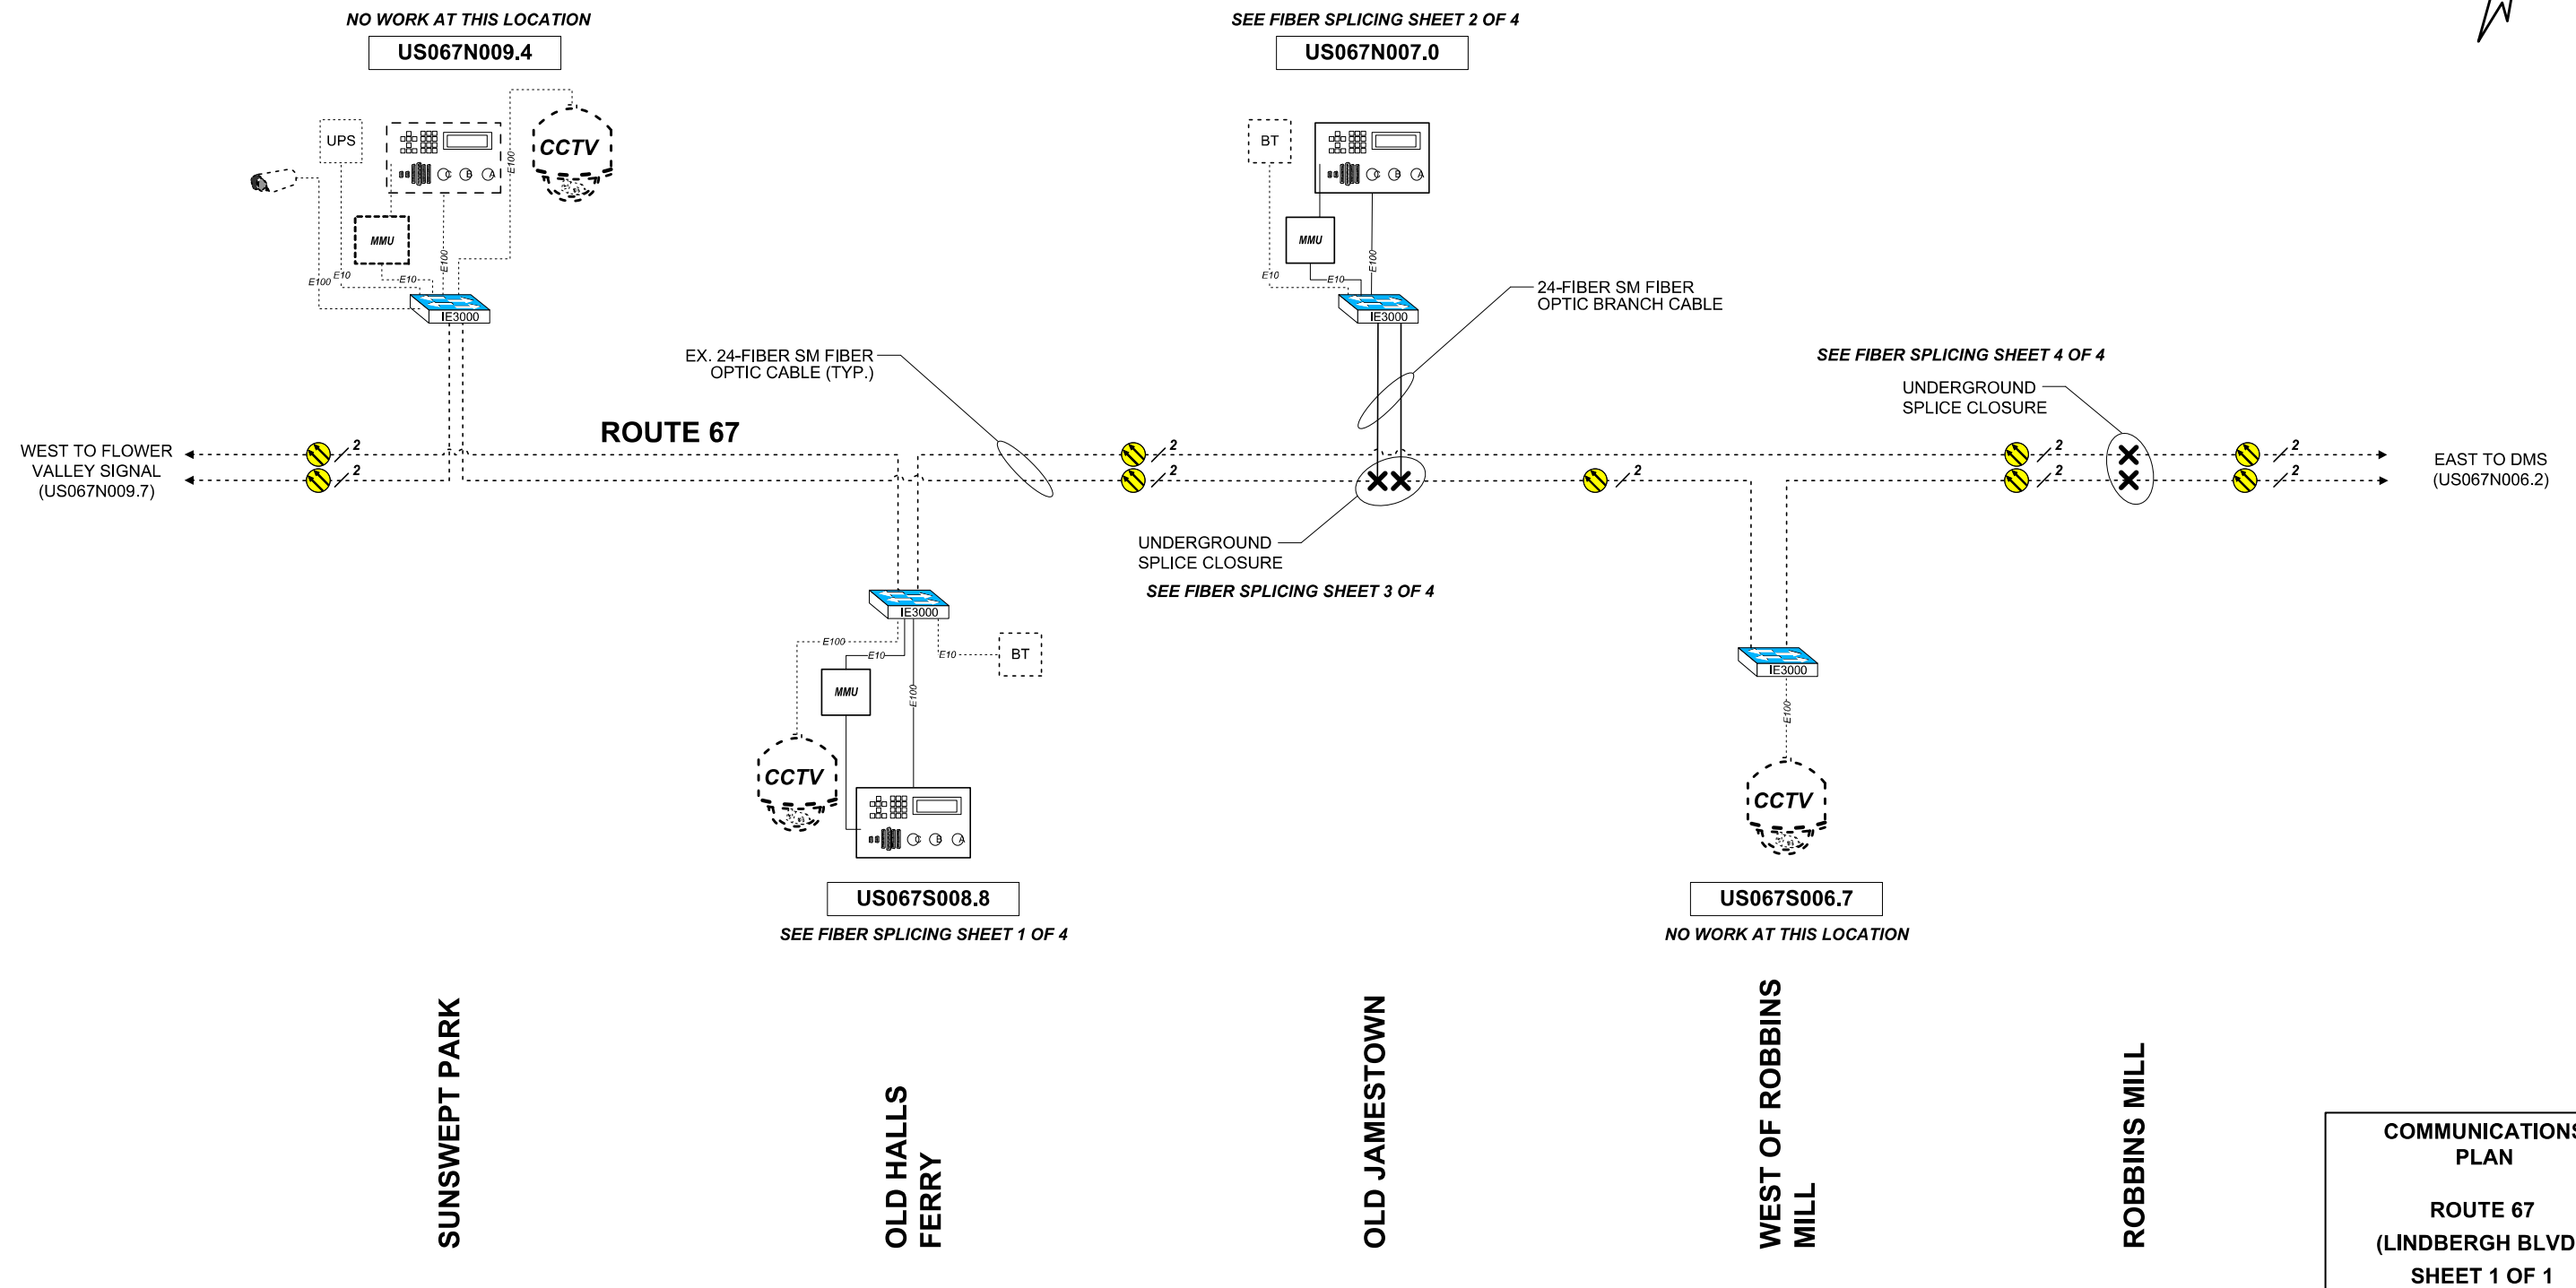 NO WORK AT THIS LOCATION
US067N009.4
UPS
CCTV
E100
C B A
MMU
E100
E10
E100
E10
IE3000
SEE FIBER SPLICING SHEET 2 OF 4
US067N007.0
BT
C B A
MMU
E100
E10
E10
IE3000
24-FIBER SM FIBER
OPTIC BRANCH CABLE
EX. 24-FIBER SM FIBER
OPTIC CABLE (TYP.)
SEE FIBER SPLICING SHEET 4 OF 4
UNDERGROUND
SPLICE CLOSURE
ROUTE 67
WEST TO FLOWER
VALLEY SIGNAL
(US067N009.7)
2
2
2
2
2
2
2
2
2
EAST TO DMS
(US067N006.2)
UNDERGROUND
SPLICE CLOSURE
SEE FIBER SPLICING SHEET 3 OF 4
IE3000
E100
E10
E10
BT
MMU
E100
CCTV
C B A
US067S008.8
SEE FIBER SPLICING SHEET 1 OF 4
IE3000
E100
CCTV
US067S006.7
NO WORK AT THIS LOCATION
SUNSWEPT PARK
OLD HALLS
FERRY
OLD JAMESTOWN
WEST OF ROBBINS
MILL
ROBBINS MILL
COMMUNICATIONS
PLAN
ROUTE 67
(LINDBERGH BLVD
SHEET 1 OF 1